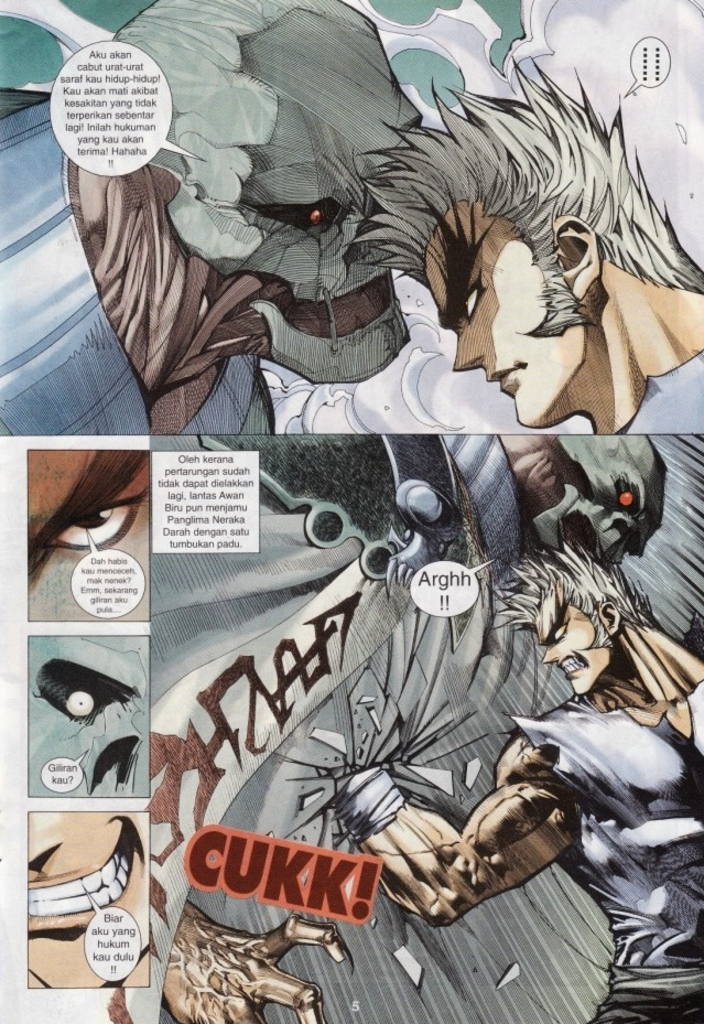 Aku akan
cabut urat-urat
saraf kau hidup-hidup!
Kau akan mati akibat
kesakitan yang tidak
terperikan sebentar
lagi! Inilah hukuman
yang kau akan
terima! Hahaha
!!
Oleh kerana
pertarungan sudah
tidak dapat dielakkan
lagi, lantas Awan
Biru pun menjamu
Panglima Neraka
Darah dengan satu
tumbukan padu.
Dah habis
kau menceceh,
mak nenek?
Emm, sekarang
giliran aku
pula....
Arghh
!!
Giliran
kau?
CUKK!
Biar
aku yang
hukum
kau dulu
!!
5